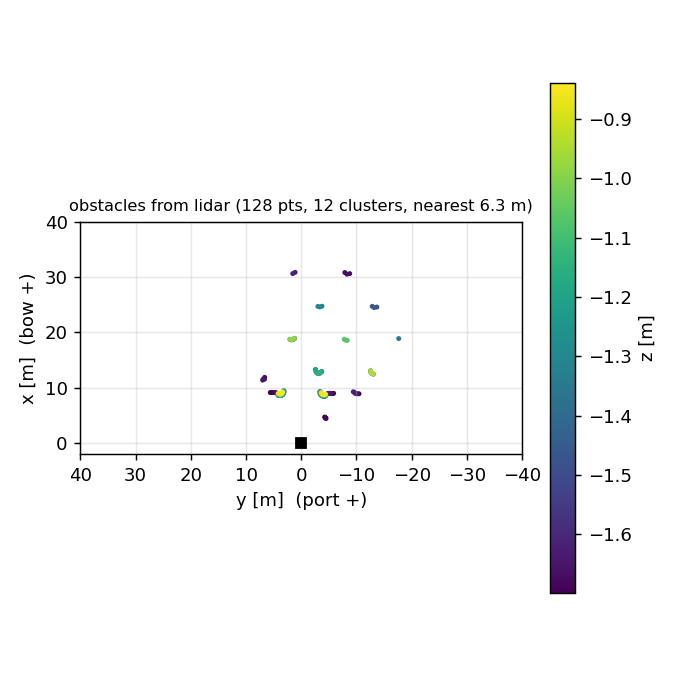 obstacles from lidar (128 pts, 12 clusters, nearest 6.3 m)
40
30
20
10
0
x [m]  (bow +)
40 30 20 10 0 −10 −20 −30 −40
y [m]  (port +)
−0.9
−1.0
−1.1
−1.2
−1.3
−1.4
−1.5
−1.6
z [m]